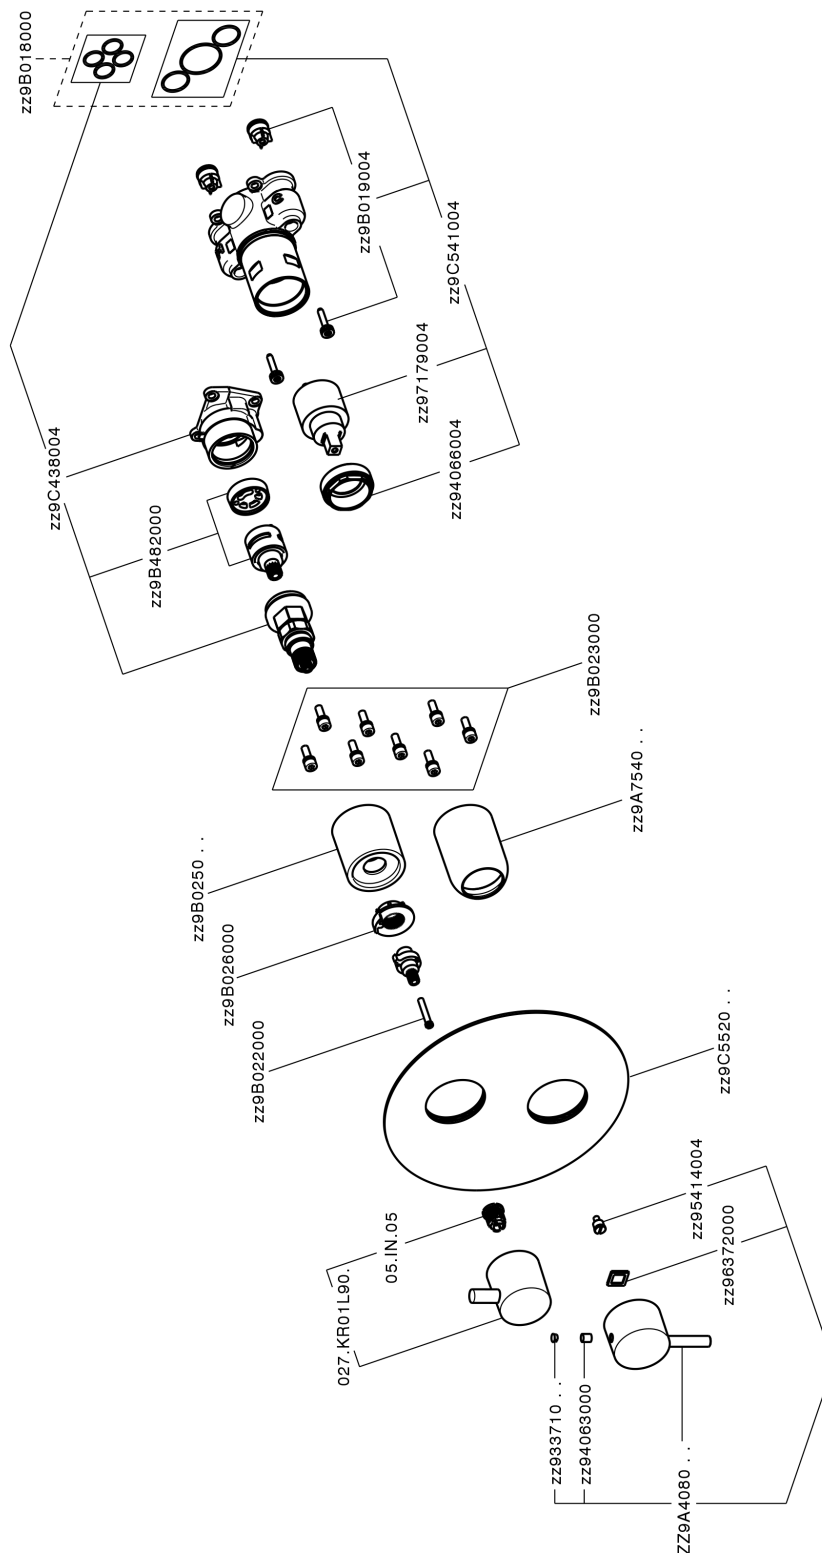 zz9B018000
zz9B019004
zz9C541004
zz97179004
zz94066004
zz9C438004
zz9B482000
zz9B023000
zz9A7540 . .
zz9B0250 . .
zz9B026000
zz9B022000
zz9C5520 . .
zz95414004
zz96372000
05.IN.05
027.KR01L90.
zz933710 . .
zz94063000
ZZ9A4080 . .